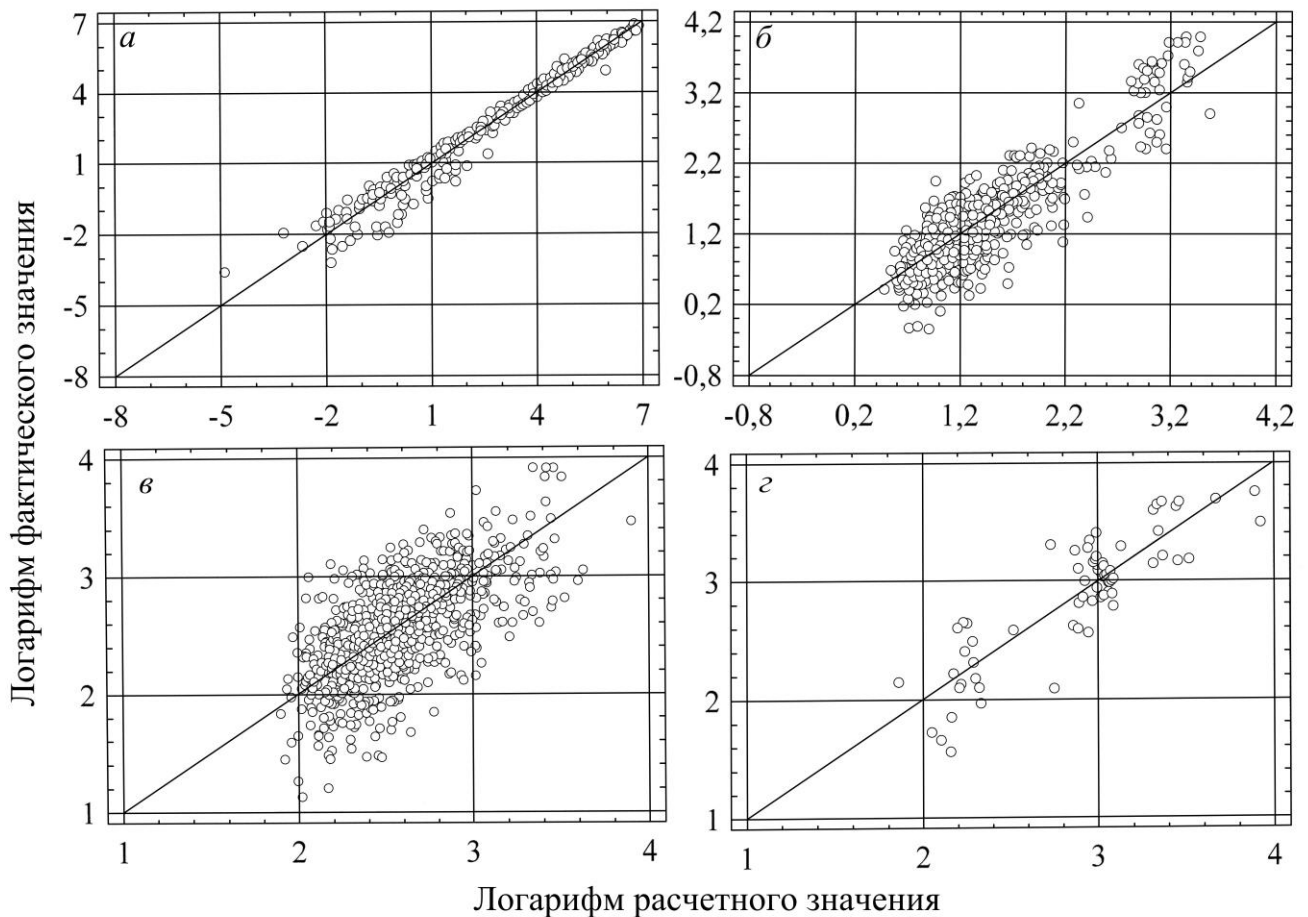 Логарифм фактического значения
а
7
4
1
-2
-5
-8
-8 -5 -2 1 4 7
б
4,2
3,2
2,2
1,2
0,2
-0,8
-0,8 0,2 1,2 2,2 3,2 4,2
в
4
3
2
1
1 2 3 4
г
4
3
2
1
1 2 3 4
Логарифм расчетного значения